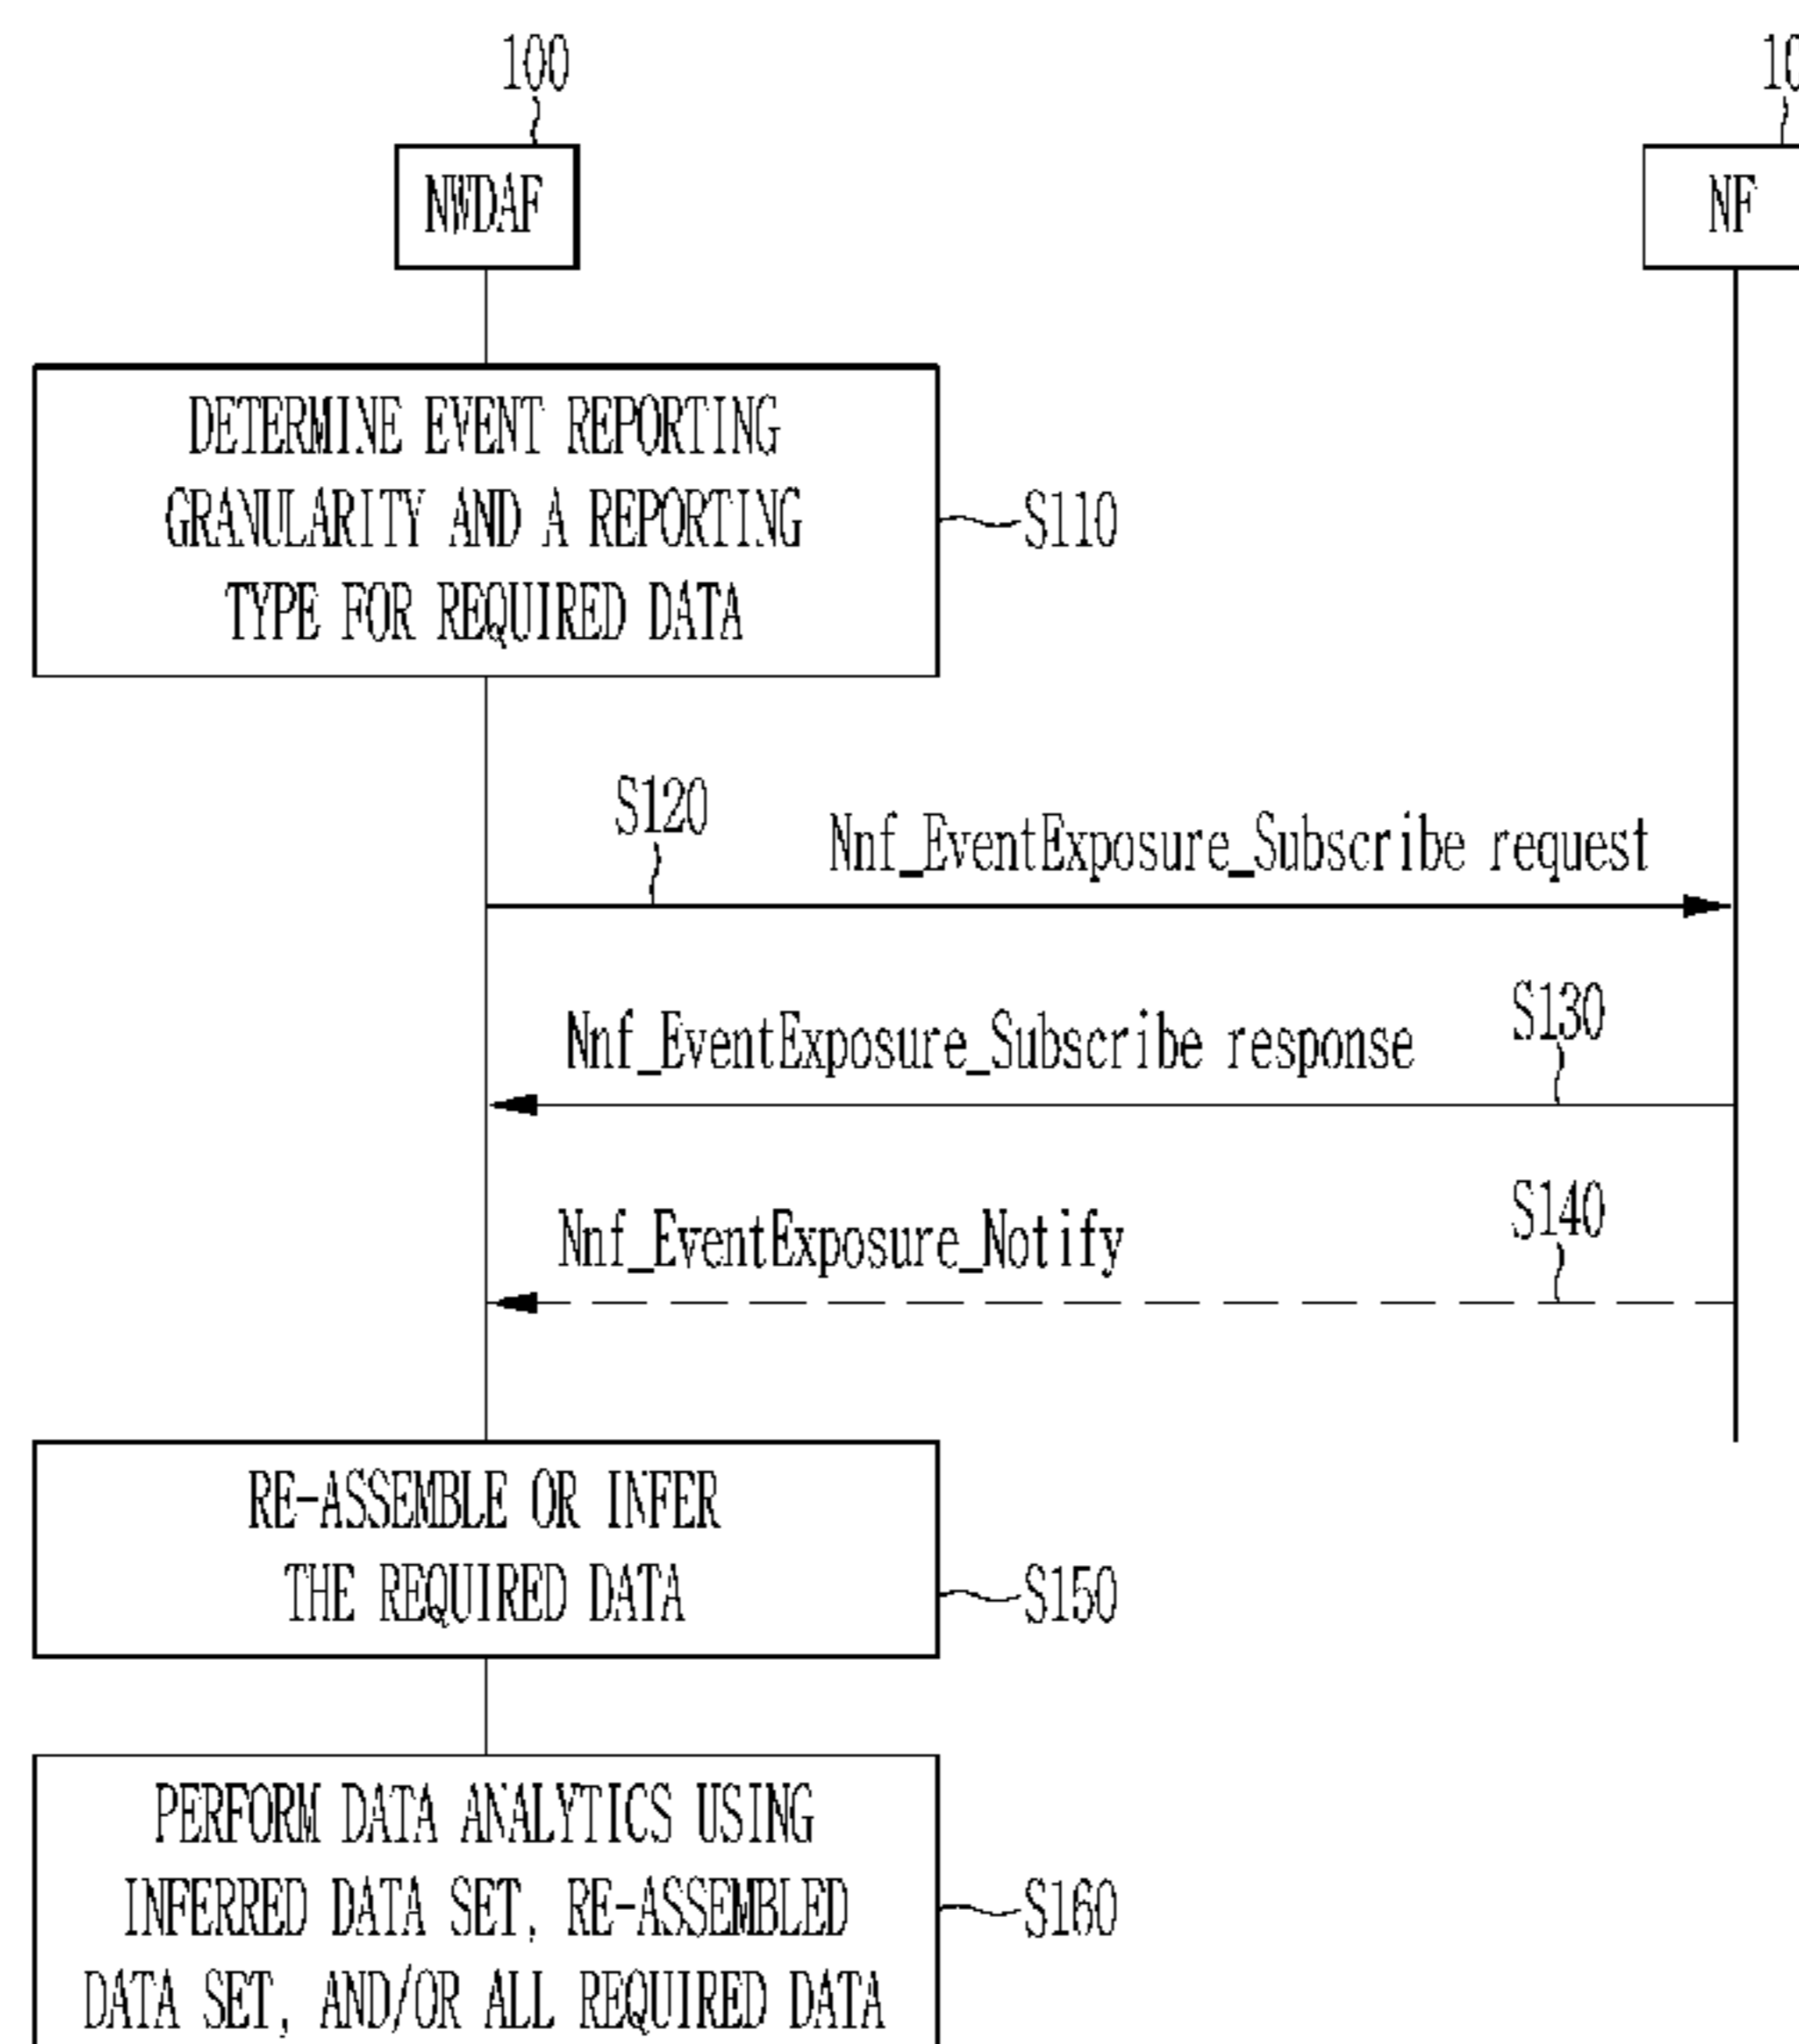 100
NWDAF
NF
DETERMINE EVENT REPORTING
GRANULARITY AND A REPORTING
TYPE FOR REQUIRED DATA
S110
S120
Nnf_EventExposure_Subscribe request
S130
Nnf_EventExposure_Subscribe response
S140
Nnf_EventExposure_Notify
RE-ASSEMBLE OR INFER
THE REQUIRED DATA
S150
PERFORM DATA ANALYTICS USING
INFERRED DATA SET, RE-ASSEMBLED
DATA SET, AND/OR ALL REQUIRED DATA
S160